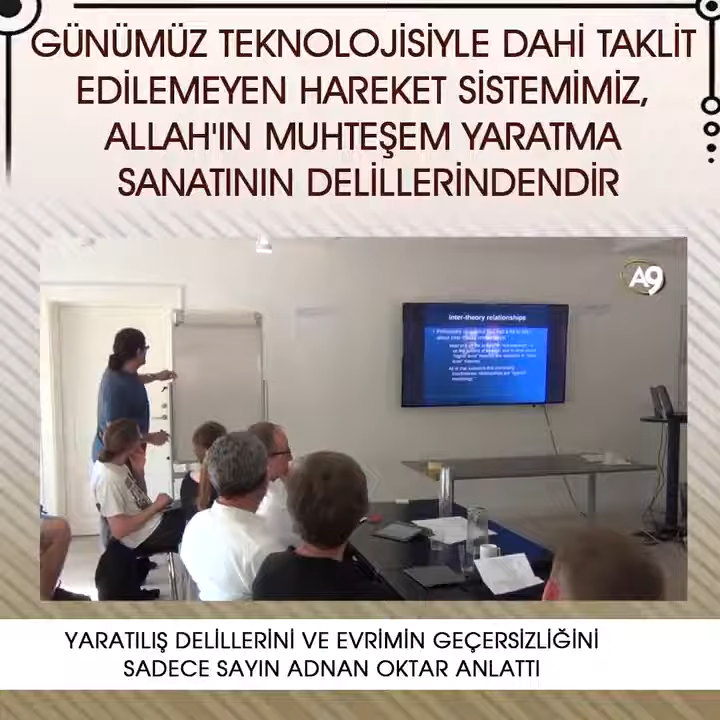 GÜNÜMÜZ TEKNOLOJİSİYLE DAHİ TAKLİT
EDİLEMEYEN HAREKET SİSTEMİMİZ,
ALLAH'IN MUHTEŞEM YARATMA
SANATININ DELİLLERİNDENDİR
A9
inter-theory relationships
YARATILIŞ DELİLLERİNİ VE EVRİMİN GEÇERSİZLİĞİNİ
SADECE SAYIN ADNAN OKTAR ANLATTI